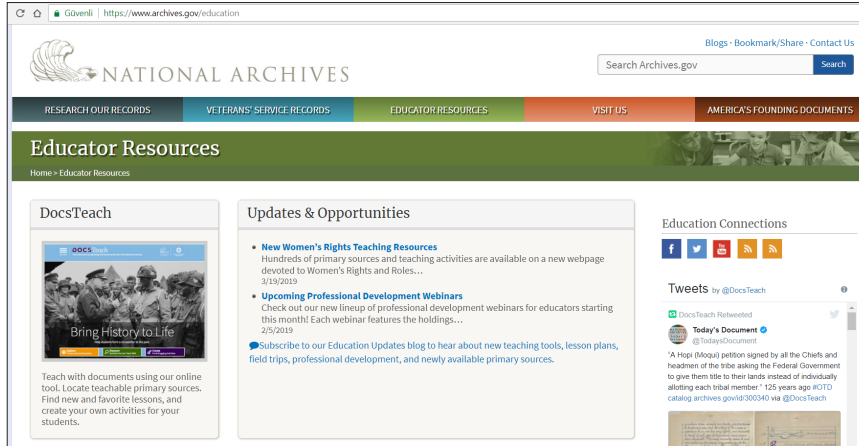 Güvenli | https://www.archives.gov/education
Blogs · Bookmark/Share · Contact Us
NATIONAL ARCHIVES
Search Archives.gov
Search
RESEARCH OUR RECORDS
VETERANS' SERVICE RECORDS
EDUCATOR RESOURCES
VISIT US
AMERICA'S FOUNDING DOCUMENTS
Educator Resources
Home > Educator Resources
DocsTeach
DOCSTeach
Bring History to Life
Teach with documents using our online
tool. Locate teachable primary sources.
Find new and favorite lessons, and
create your own activities for your
students.
Updates & Opportunities
• New Women's Rights Teaching Resources
Hundreds of primary sources and teaching activities are available on a new webpage
devoted to Women's Rights and Roles…
3/19/2019
• Upcoming Professional Development Webinars
Check out our new lineup of professional development webinars for educators starting
this month! Each webinar features the holdings…
2/5/2019
Subscribe to our Education Updates blog to hear about new teaching tools, lesson plans,
field trips, professional development, and newly available primary sources.
Education Connections
Tweets by @DocsTeach
DocsTeach Retweeted
Today's Document
@TodaysDocument
"A Hopi (Moqui) petition signed by all the Chiefs and
headmen of the tribe asking the Federal Government
to give them title to their lands instead of individually
allotting each tribal member." 125 years ago #OTD
catalog.archives.gov/id/300340 via @DocsTeach